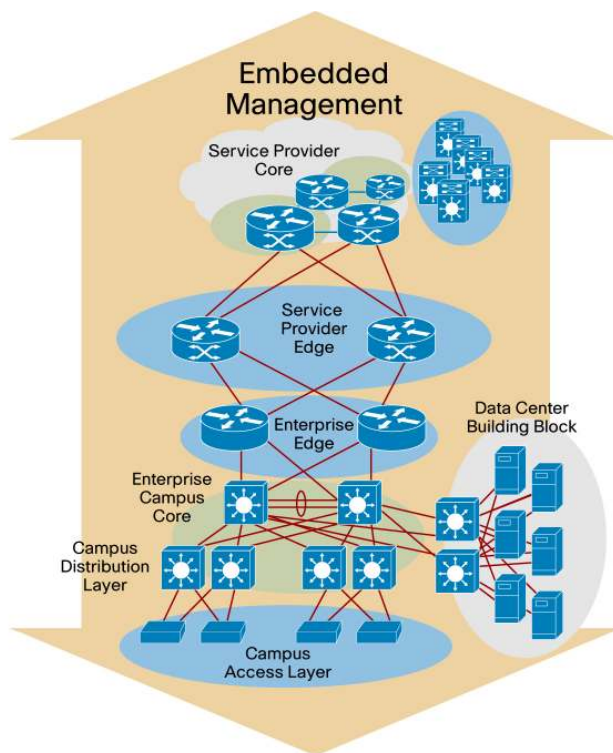 Embedded
Management
Service Provider
Core
Service
Provider
Edge
Enterprise
Edge
Data Center
Building Block
Enterprise
Campus
Core
Campus
Distribution
Layer
Campus
Access Layer